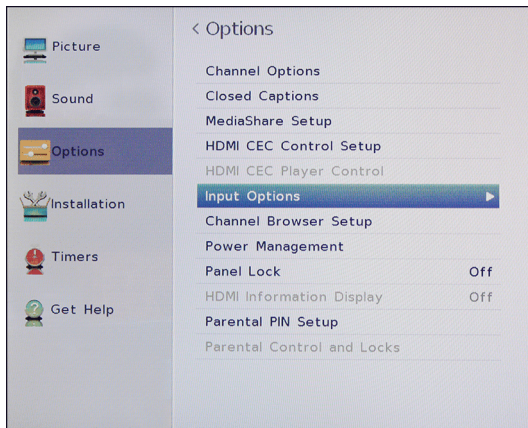 Picture
Sound
Options
Installation
Timers
Get Help
< Options
Channel Options
Closed Captions
MediaShare Setup
HDMI CEC Control Setup
HDMI CEC Player Control
Input Options
Channel Browser Setup
Power Management
Panel Lock Off
HDMI Information Display Off
Parental PIN Setup
Parental Control and Locks